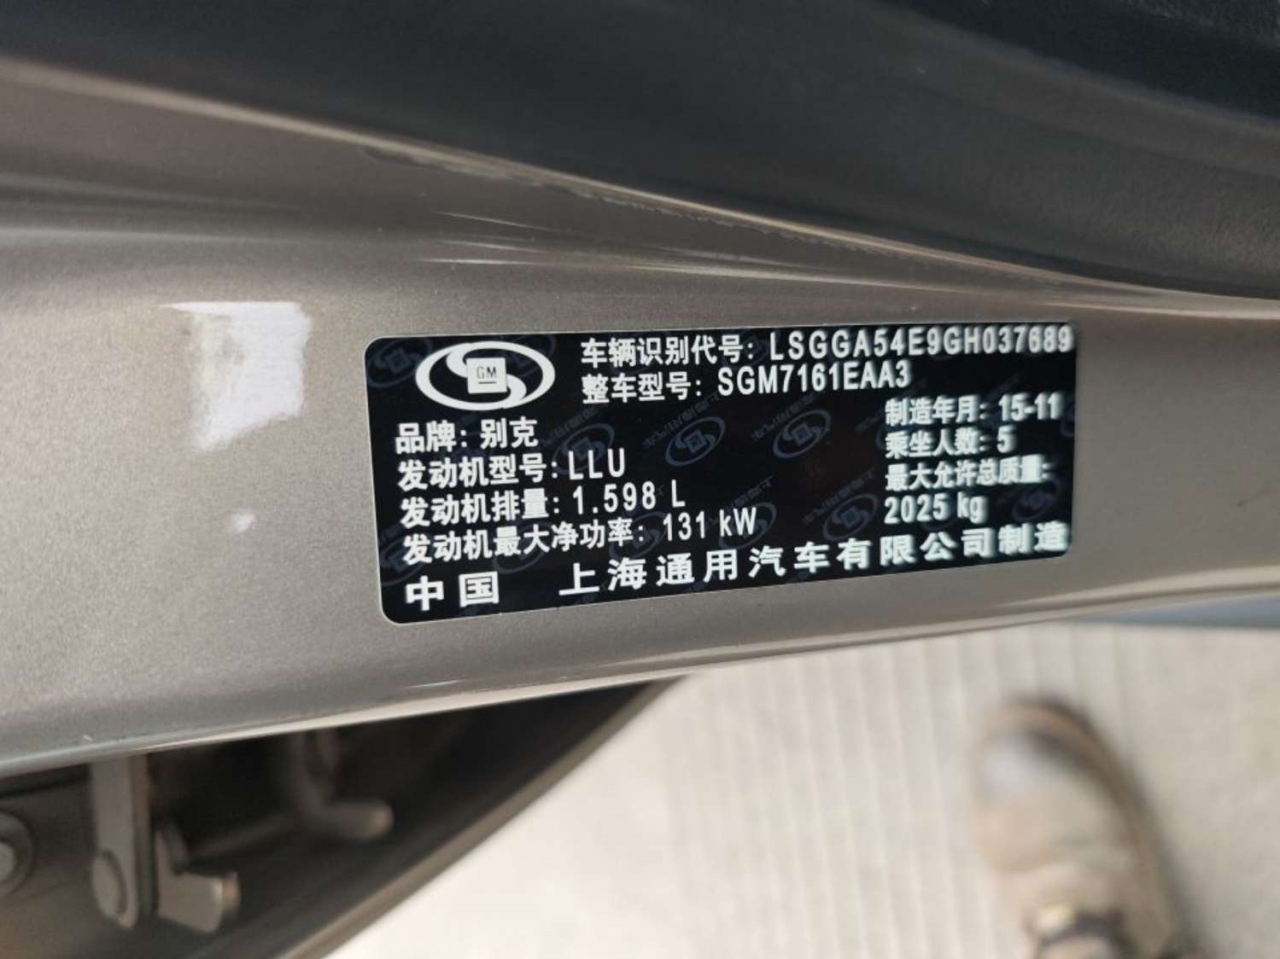 GM
车辆识别代号: LSGGA54E9GH037689
整车型号: SGM7161EAA3
品牌: 别克
制造年月: 15-11
发动机型号: LLU
乘坐人数: 5
发动机排量: 1.598 L
最大允许总质量:
2025 kg
发动机最大净功率: 131 kW
中国 上海通用汽车有限公司制造